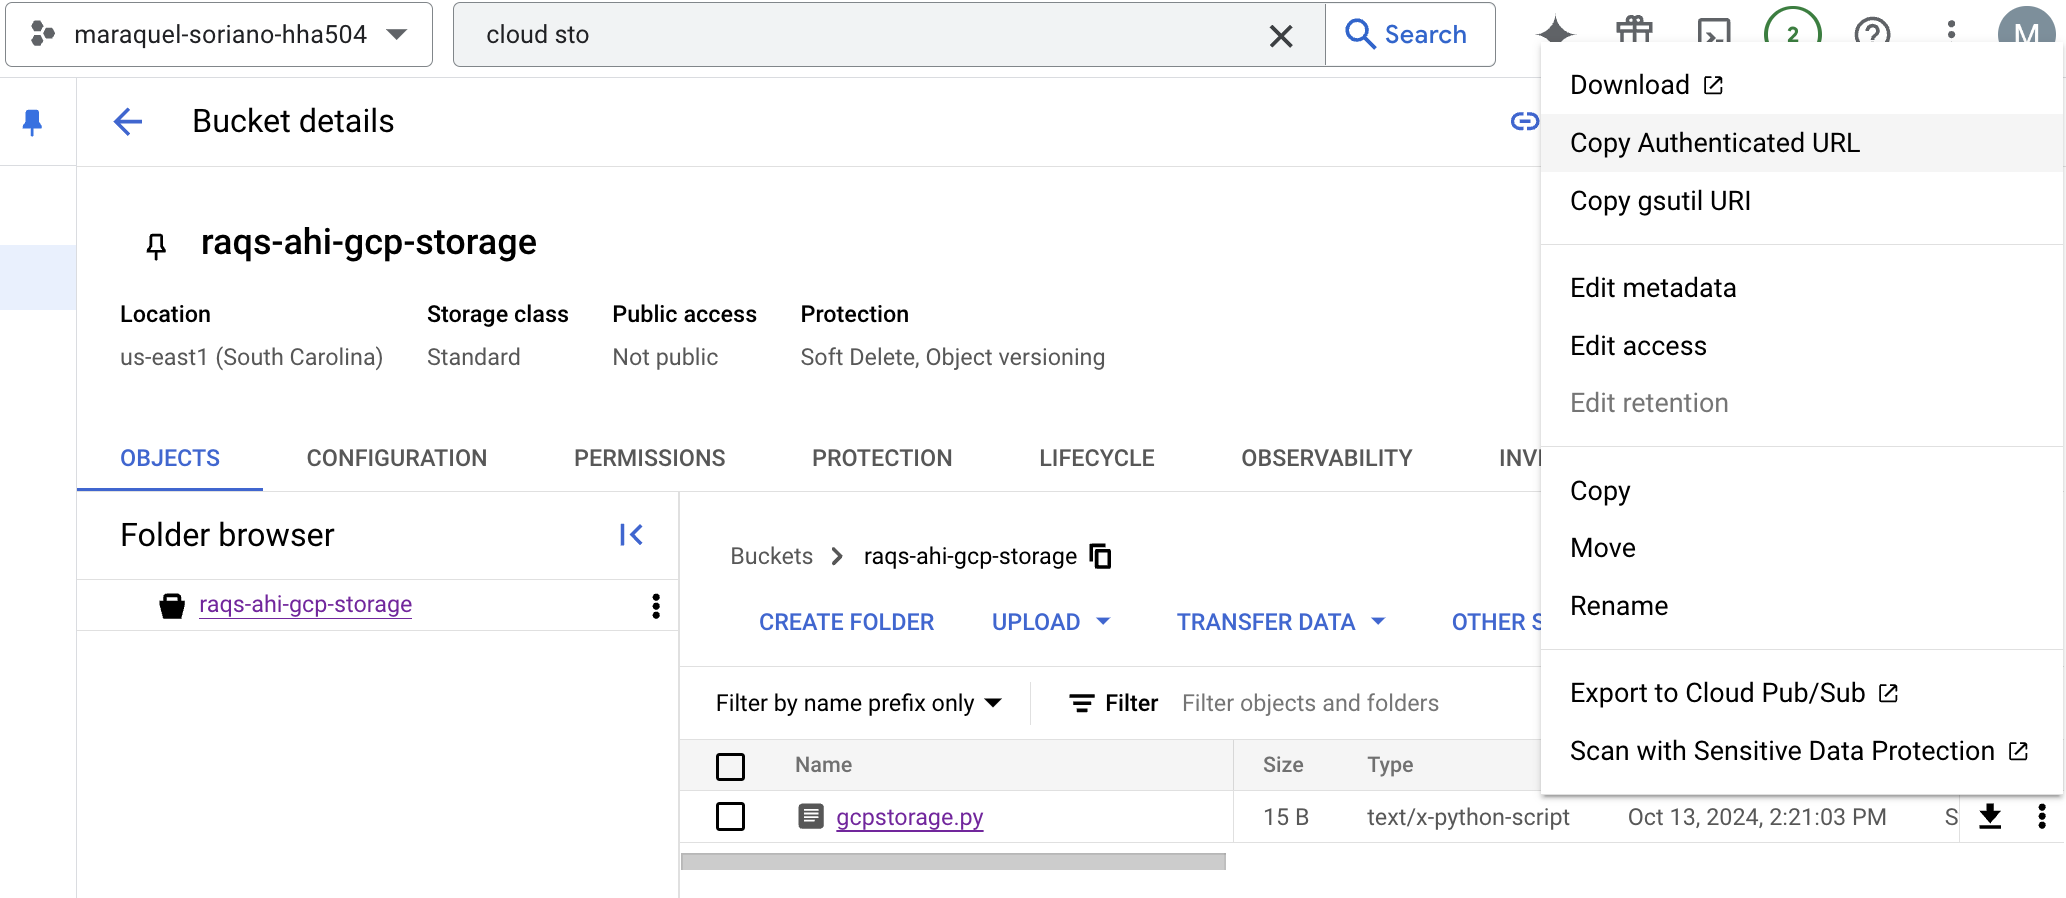 maraquel-soriano-hha504
cloud sto
Search
2
M
Bucket details
raqs-ahi-gcp-storage
Location
Storage class
Public access
Protection
us-east1 (South Carolina)
Standard
Not public
Soft Delete, Object versioning
OBJECTS
CONFIGURATION
PERMISSIONS
PROTECTION
LIFECYCLE
OBSERVABILITY
Folder browser
raqs-ahi-gcp-storage
Buckets
raqs-ahi-gcp-storage
CREATE FOLDER
UPLOAD
TRANSFER DATA
OTHER S
Filter by name prefix only
Filter
Filter objects and folders
Name
Size
Type
gcpstorage.py
15 B
text/x-python-script
Oct 13, 2024, 2:21:03 PM
S
Download
Copy Authenticated URL
Copy gsutil URI
Edit metadata
Edit access
Edit retention
Copy
Move
Rename
Export to Cloud Pub/Sub
Scan with Sensitive Data Protection